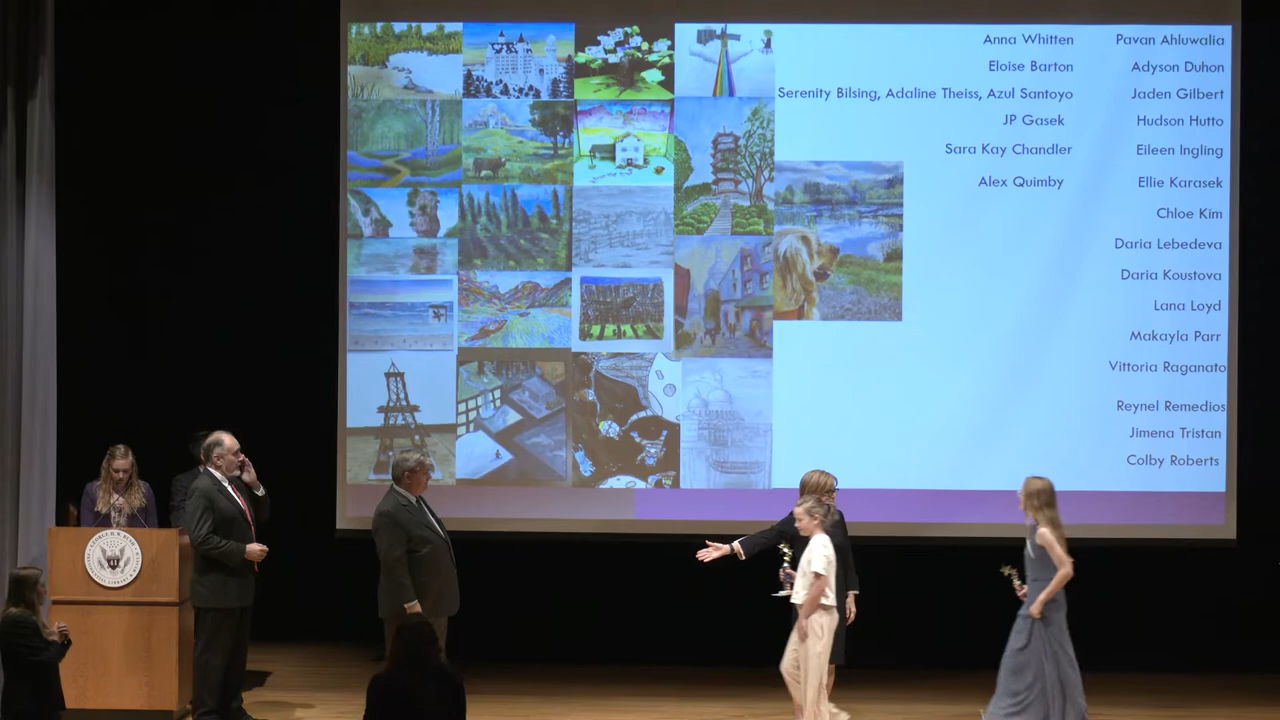 Anna Whitten
Eloise Barton
Serenity Bilsing, Adaline Theiss, Azul Santoyo
JP Gasek
Sara Kay Chandler
Alex Quimby
Pavan Ahluwalia
Adyson Duhon
Jaden Gilbert
Hudson Hutto
Eileen Ingling
Ellie Karasek
Chloe Kim
Daria Lebedeva
Daria Koustova
Lana Loyd
Makayla Parr
Vittoria Raganato
Reynel Remedios
Jimena Tristan
Colby Roberts
GEORGE H.W. BUSH